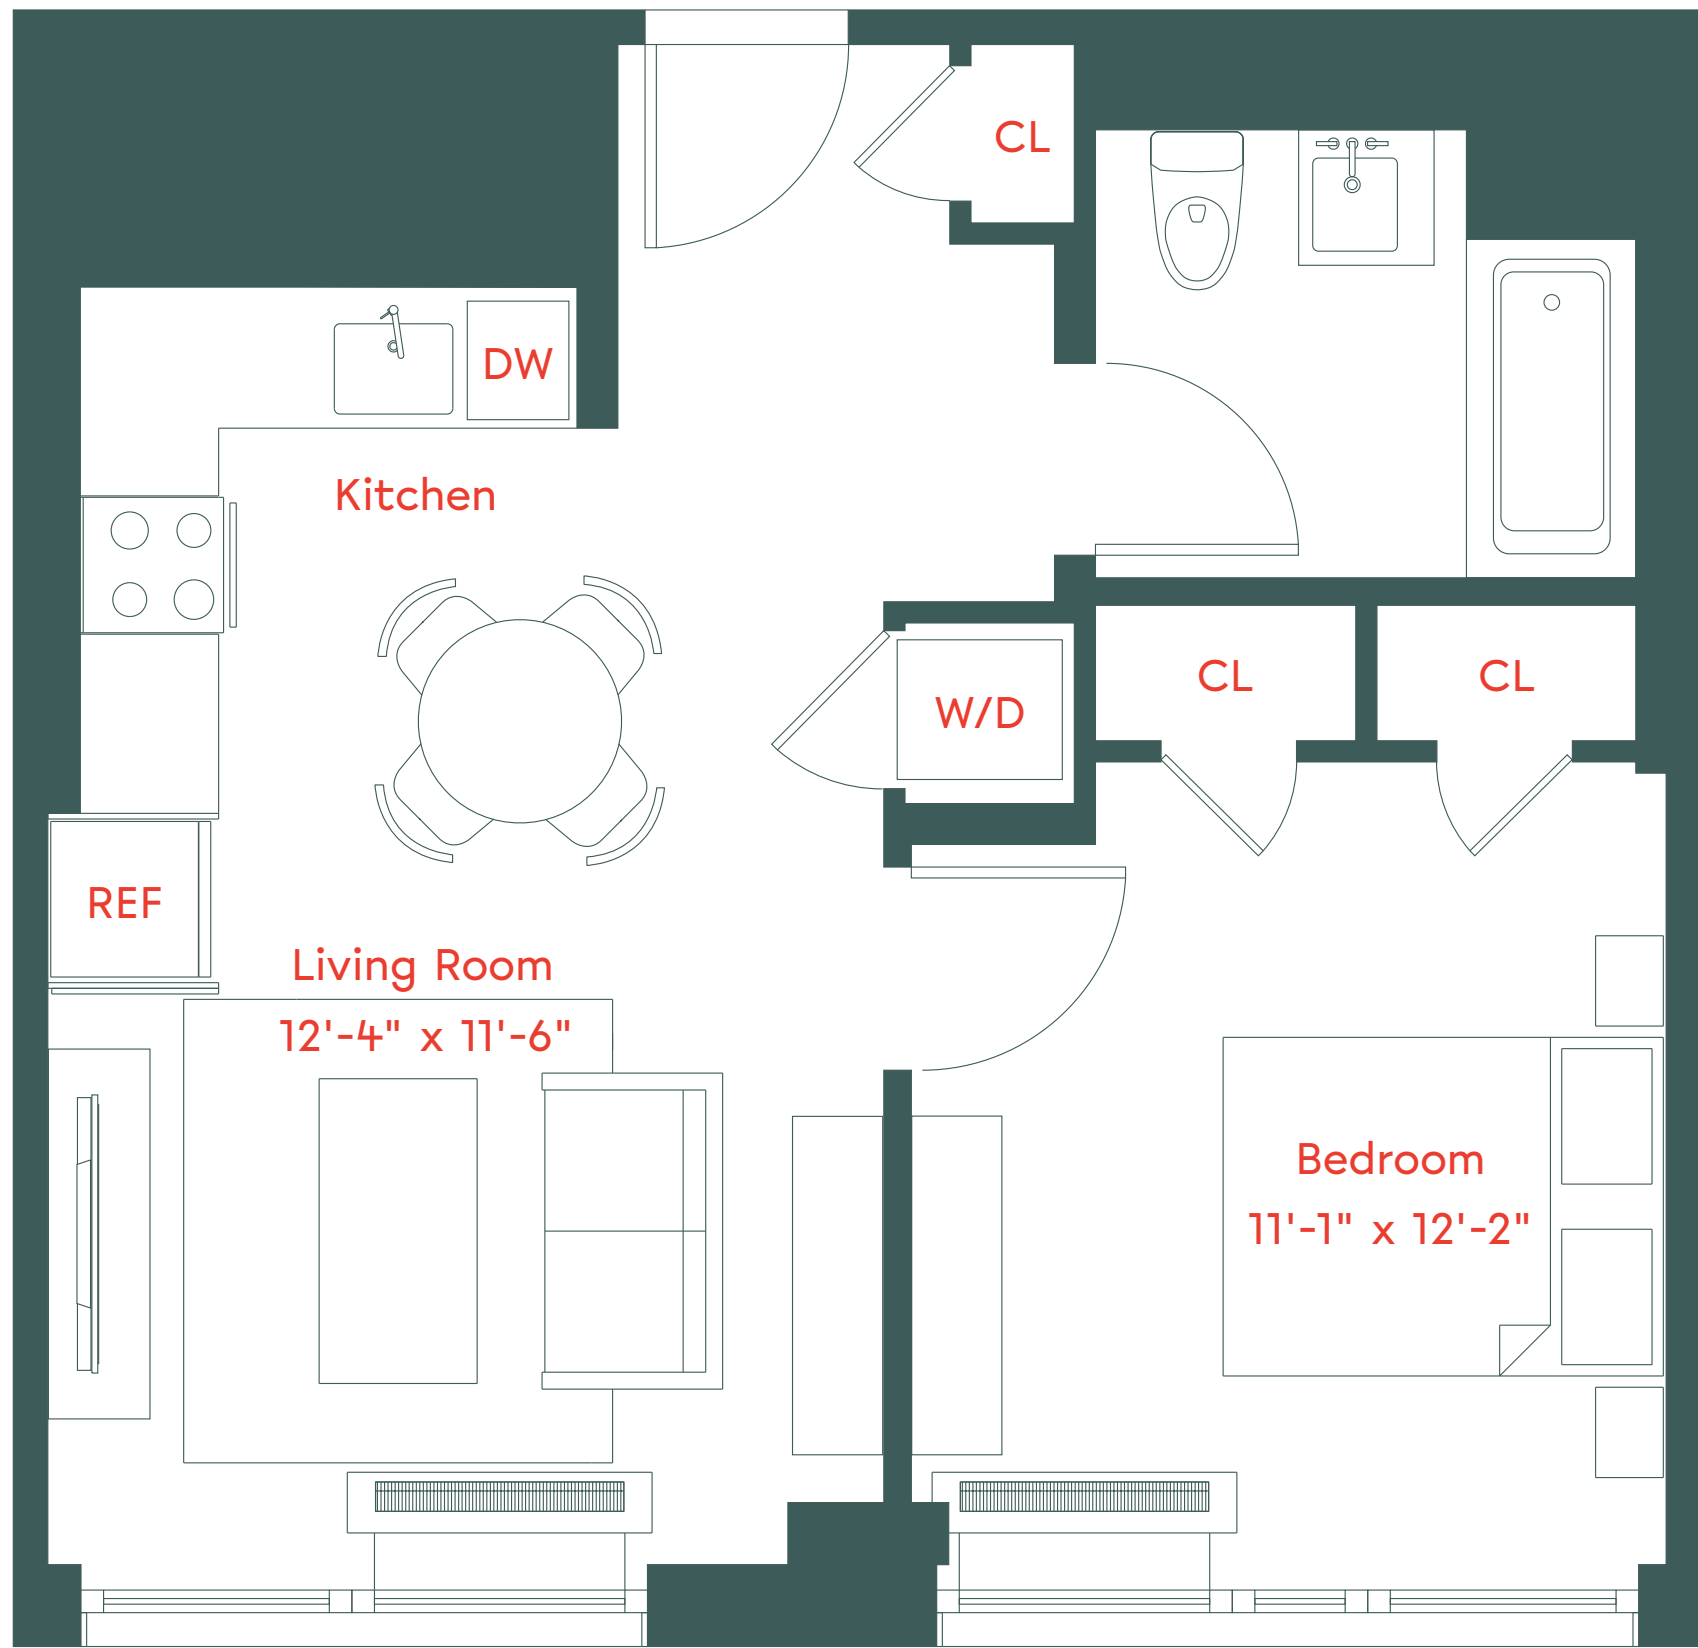 CL
DW
Kitchen
CL
CL
W/D
REF
Living Room
12'-4" x 11'-6"
Bedroom
11'-1" x 12'-2"